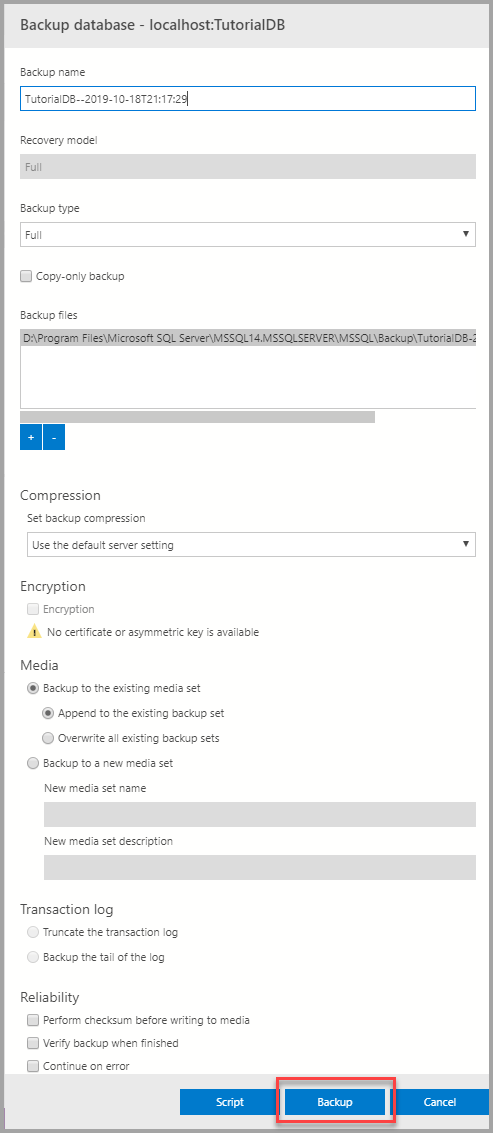 Backup database - localhost:TutorialDB
Backup name
TutorialDB--2019-10-18T21:17:29
Recovery model
Full
Backup type
Full
Copy-only backup
Backup files
D:\Program Files\Microsoft SQL Server\MSSQL14.MSSQLSERVER\MSSQL\Backup\TutorialDB-2
+ -
Compression
Set backup compression
Use the default server setting
Encryption
Encryption
No certificate or asymmetric key is available
Media
Backup to the existing media set
Append to the existing backup set
Overwrite all existing backup sets
Backup to a new media set
New media set name
New media set description
Transaction log
Truncate the transaction log
Backup the tail of the log
Reliability
Perform checksum before writing to media
Verify backup when finished
Continue on error
Script Backup Cancel